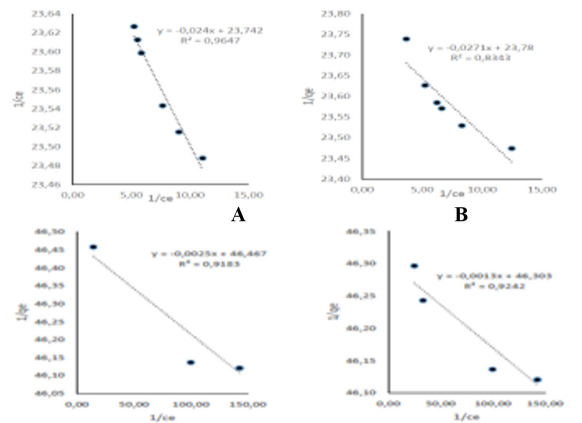 23,64
23,62
23,60
23,58
23,56
23,54
23,52
23,50
23,48
23,46
1/ce
y = -0,024x + 23,742
R² = 0,9647
0,00 5,00 10,00 15,00
1/ce
A
23,80
23,75
23,70
23,65
23,60
23,55
23,50
23,45
23,40
1/qe
y = -0,0271x + 23,78
R² = 0,8343
0,00 5,00 10,00 15,00
1/ce
B
46,50
46,45
46,40
46,35
46,30
46,25
46,20
46,15
46,10
46,05
1/qe
y = -0,0025x + 46,467
R² = 0,9183
0,00 50,00 100,00 150,00
1/ce
46,35
46,30
46,25
46,20
46,15
46,10
1/qe
y = -0,0013x + 46,303
R² = 0,9242
0,00 50,00 100,00 150,00
1/ce